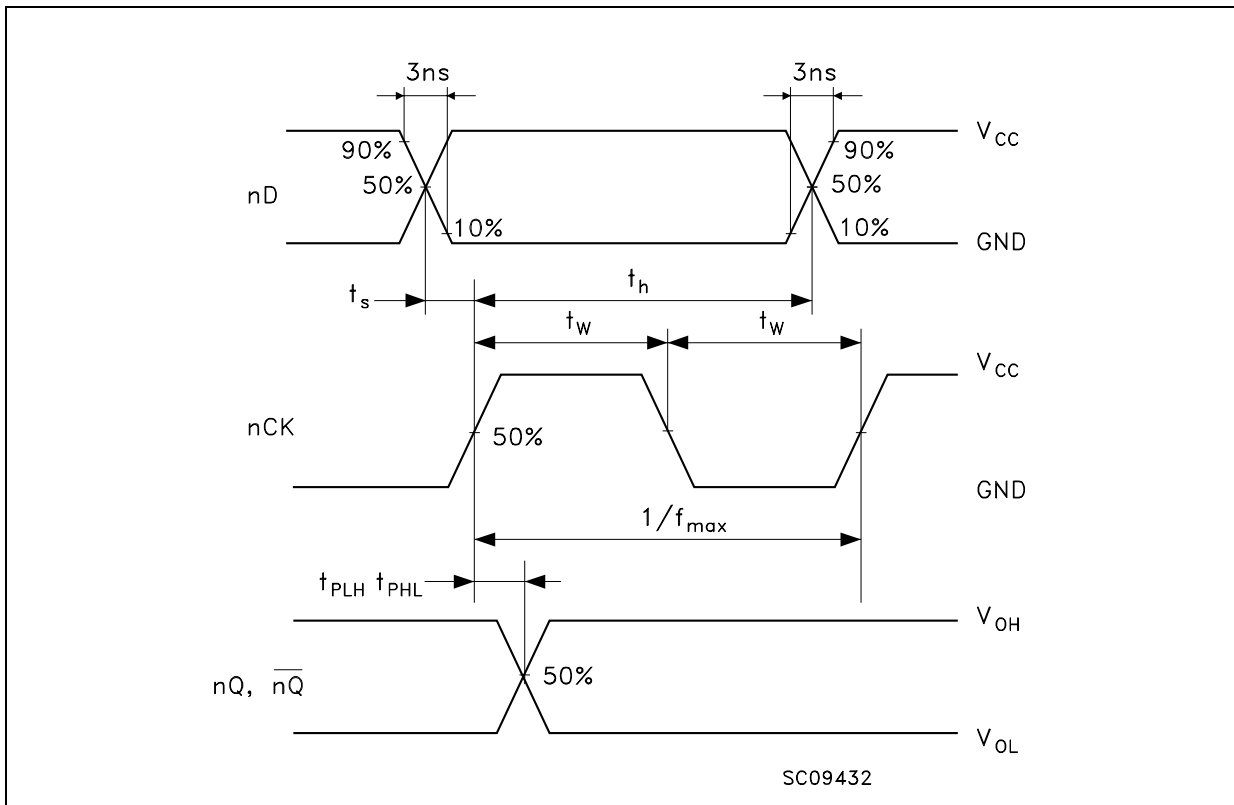 3ns 3ns
V_CC
90% 90%
nD 50% 50%
10% 10%
GND
t_s t_h
t_W t_W
V_CC
nCK 50%
GND
1/f_max
t_PLH t_PHL
V_OH
nQ, n̅Q̅ 50%
V_OL
SC09432